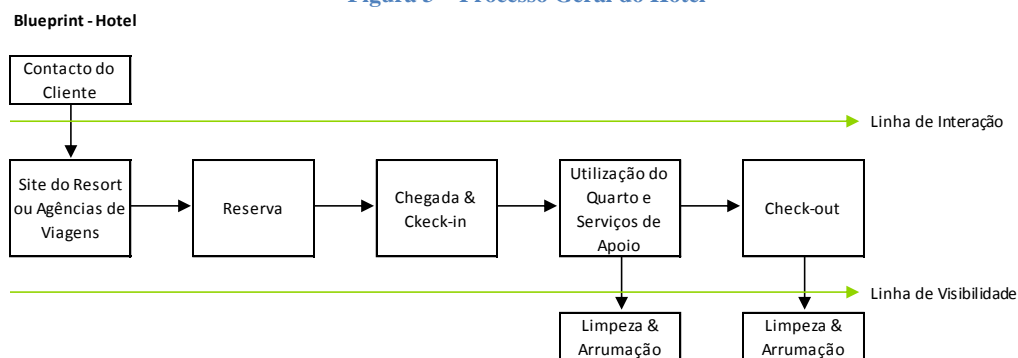 Figura 3 – Processo Geral do Hotel
Blueprint - Hotel
Contacto do
Cliente
Linha de Interação
Site do Resort
ou Agências de
Viagens
Reserva
Chegada &
Ckeck-in
Utilização do
Quarto e
Serviços de
Apoio
Check-out
Linha de Visibilidade
Limpeza &
Arrumação
Limpeza &
Arrumação